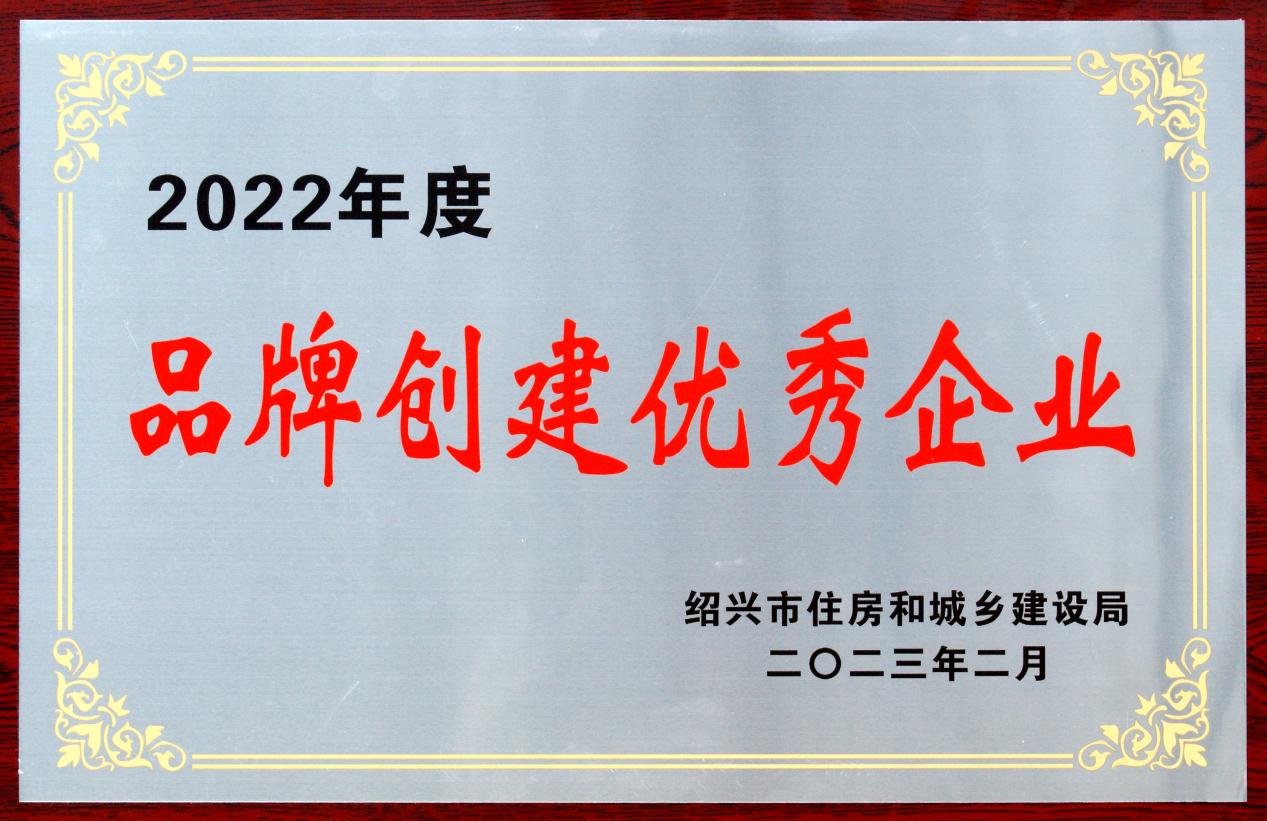 2022年度
品牌创建优秀企业
绍兴市住房和城乡建设局
二〇二三年二月